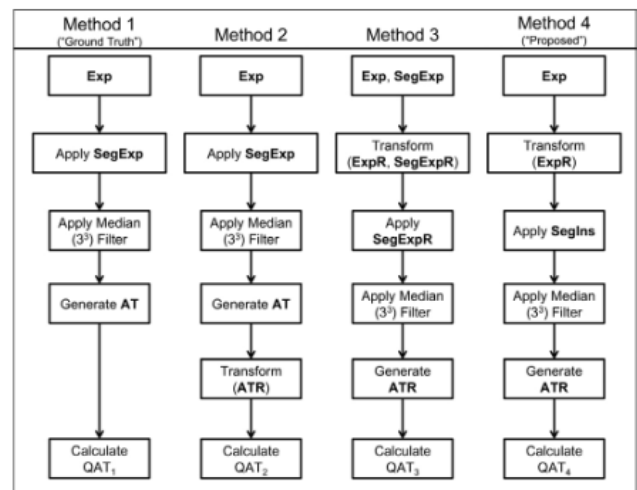 Method 1
("Ground Truth")
Exp
Apply SegExp
Apply Median
(3³) Filter
Generate AT
Calculate
QAT₁
Method 2
Exp
Apply SegExp
Apply Median
(3³) Filter
Generate AT
Transform
(ATR)
Calculate
QAT₂
Method 3
Exp, SegExp
Transform
(ExpR, SegExpR)
Apply
SegExpR
Apply Median
(3³) Filter
Generate
ATR
Calculate
QAT₃
Method 4
("Proposed")
Exp
Transform
(ExpR)
Apply SegIns
Apply Median
(3³) Filter
Generate
ATR
Calculate
QAT₄